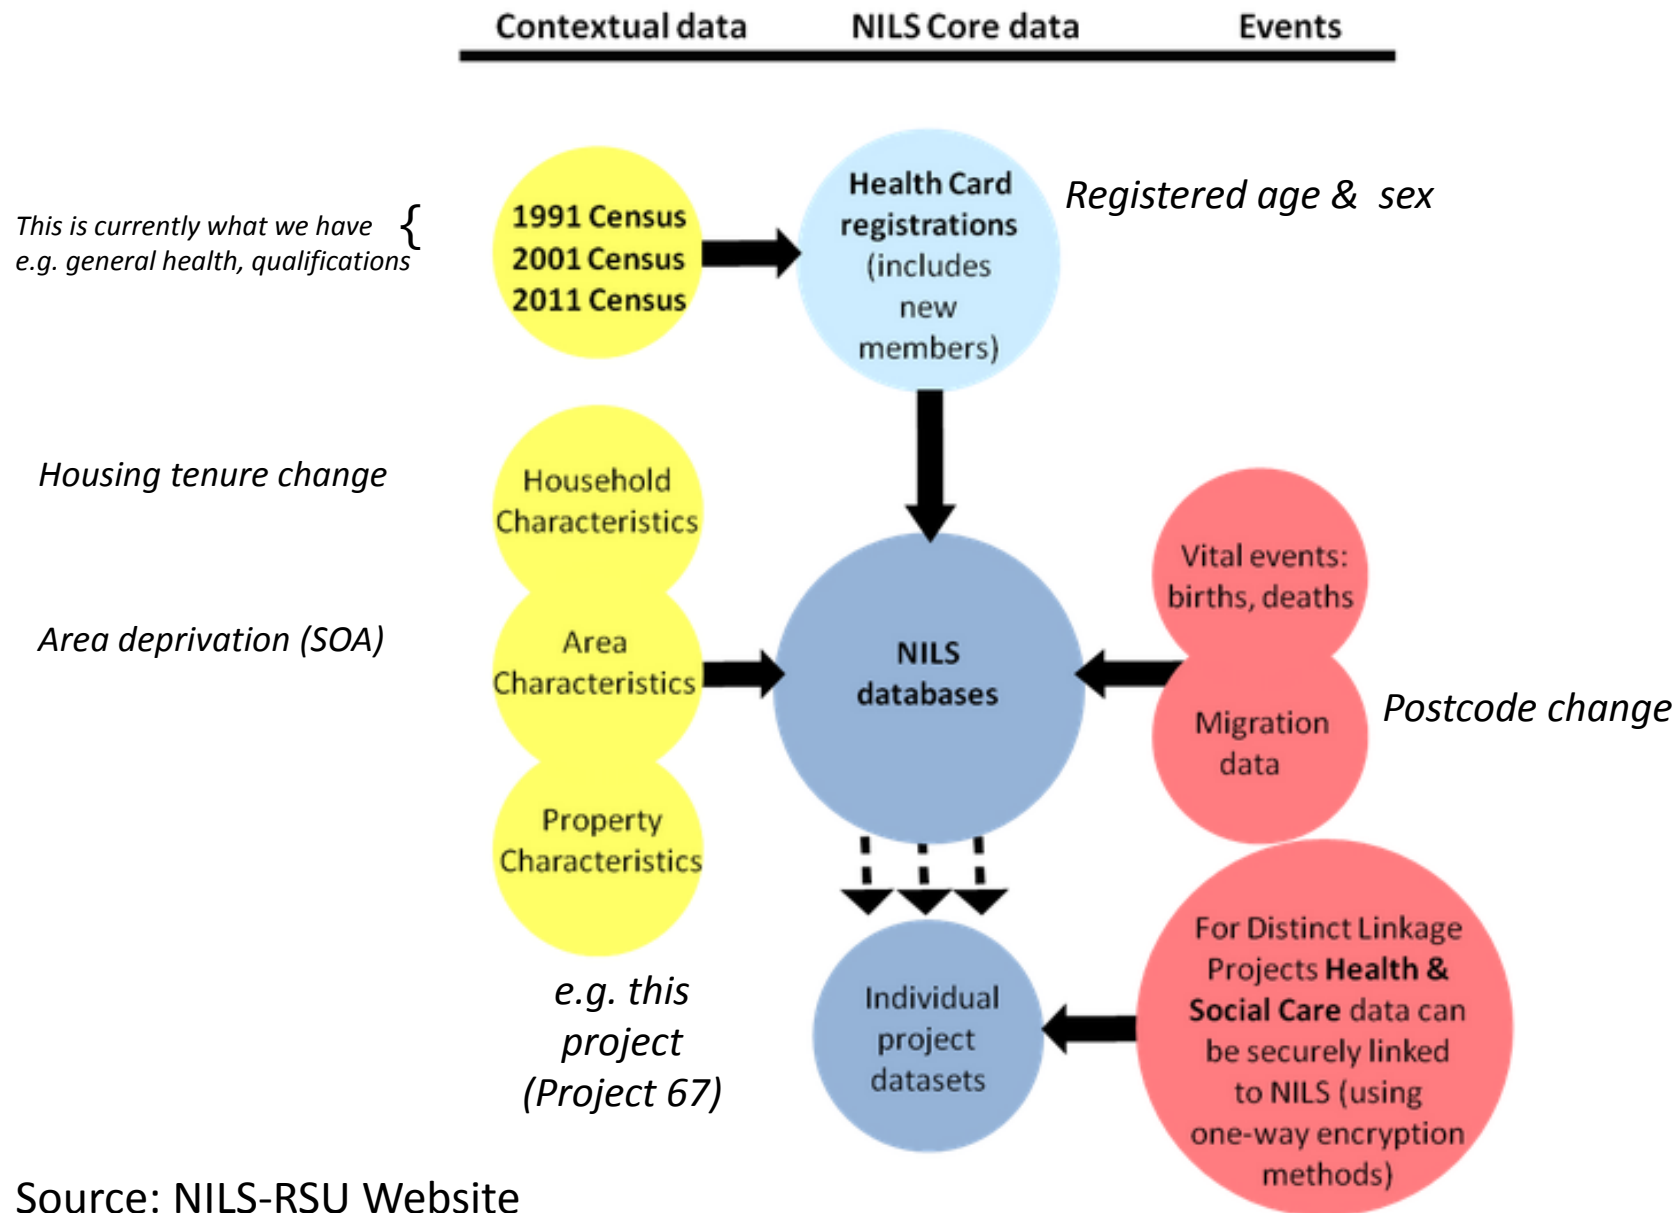 Contextual data
NILS Core data
Events
This is currently what we have {
e.g. general health, qualifications
1991 Census
2001 Census
2011 Census
Health Card
registrations
(includes
new
members)
Registered age & sex
Housing tenure change
Household
Characteristics
Area deprivation (SOA)
Area
Characteristics
Property
Characteristics
e.g. this
project
(Project 67)
NILS
databases
Vital events:
births, deaths
Migration
data
Postcode change
Individual
project
datasets
For Distinct Linkage
Projects Health &
Social Care data can
be securely linked
to NILS (using
one-way encryption
methods)
Source: NILS-RSU Website